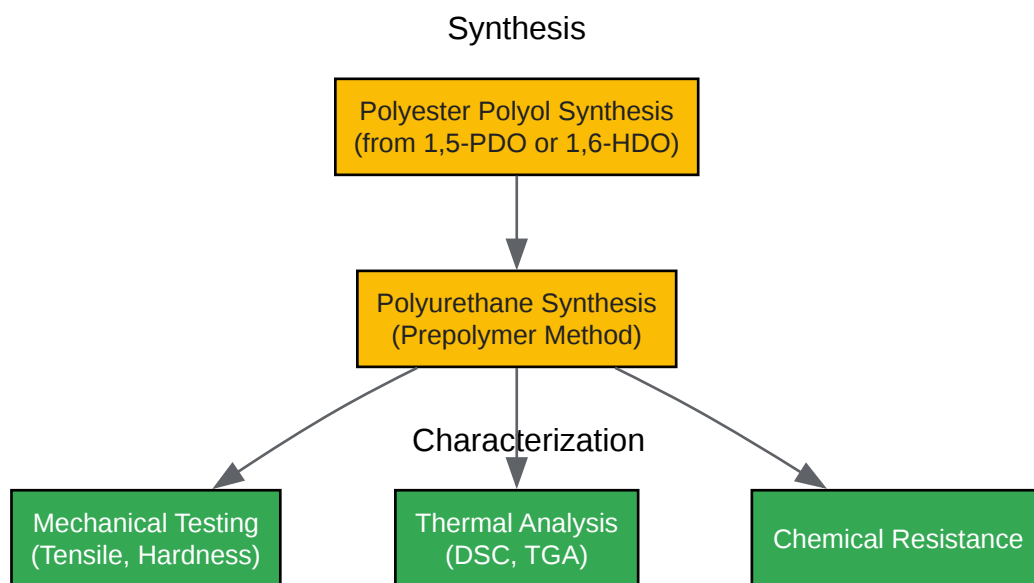 Synthesis
Polyester Polyol Synthesis
(from 1,5-PDO or 1,6-HDO)
Polyurethane Synthesis
(Prepolymer Method)
Characterization
Mechanical Testing
(Tensile, Hardness)
Thermal Analysis
(DSC, TGA)
Chemical Resistance